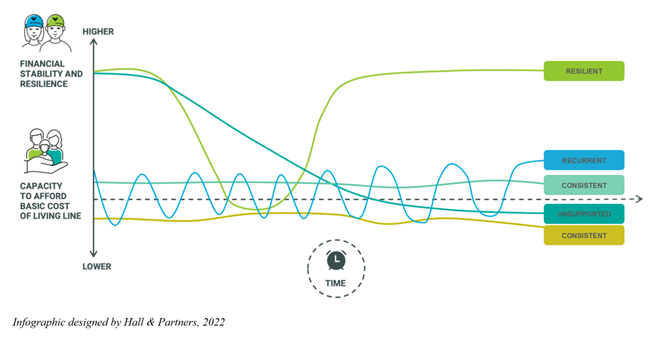 HIGHER
FINANCIAL
STABILITY AND
RESILIENCE
RESILIENT
CAPACITY
TO AFFORD
BASIC COST
OF LIVING LINE
RECURRENT
CONSISTENT
UNSUPPORTED
CONSISTENT
LOWER
TIME
Infographic designed by Hall & Partners, 2022